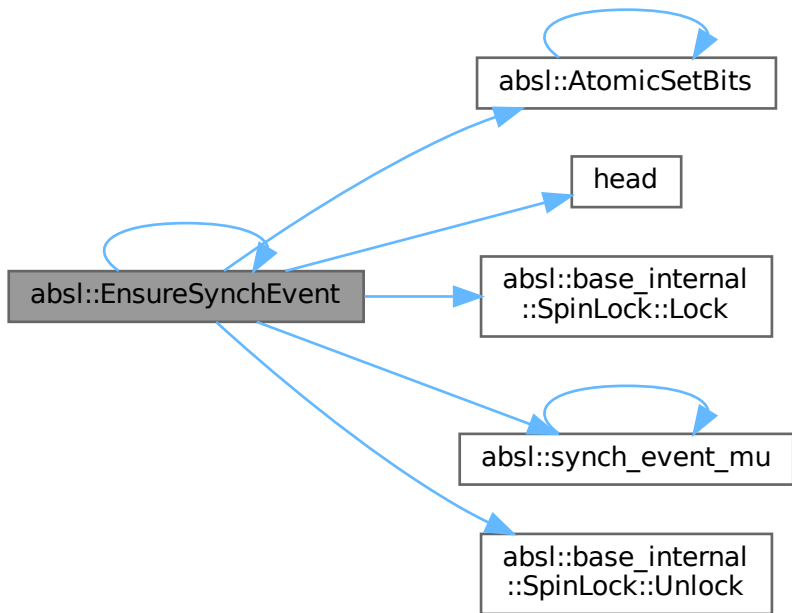 absl::AtomicSetBits
head
absl::EnsureSynchEvent
absl::base_internal
::SpinLock::Lock
absl::synch_event_mu
absl::base_internal
::SpinLock::Unlock